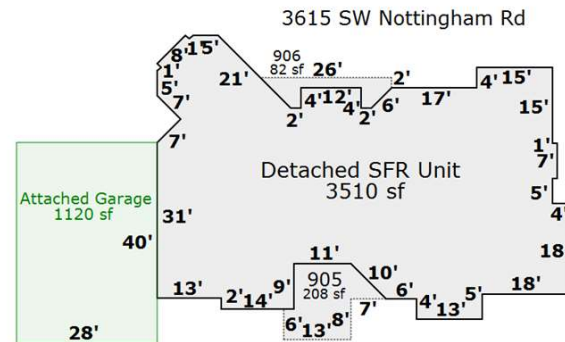 3615 SW Nottingham Rd
8' 1' 5'
1'
5'
7'
7'
21'
906
82 sf
26'
2'
4' 12' 4'
2' 2' 6'
17'
4' 15'
15'
1'
7'
5'
4'
18
Detached SFR Unit
3510 sf
Attached Garage
1120 sf
31'
40'
28'
13'
2' 14' 9'
11'
905
208 sf
10'
6' 13' 8' 7'
6'
4' 13' 5'
18'